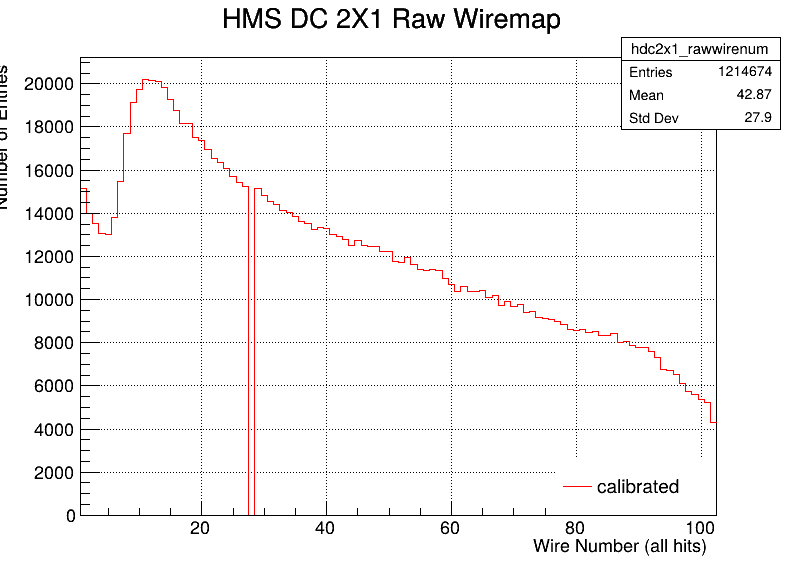 HMS DC 2X1 Raw Wiremap
hdc2x1_rawwirenum
Entries 1214674
Mean 42.87
Std Dev 27.9
Number of Entries
20000
18000
16000
14000
12000
10000
8000
6000
4000
2000
0
calibrated
20 40 60 80 100
Wire Number (all hits)